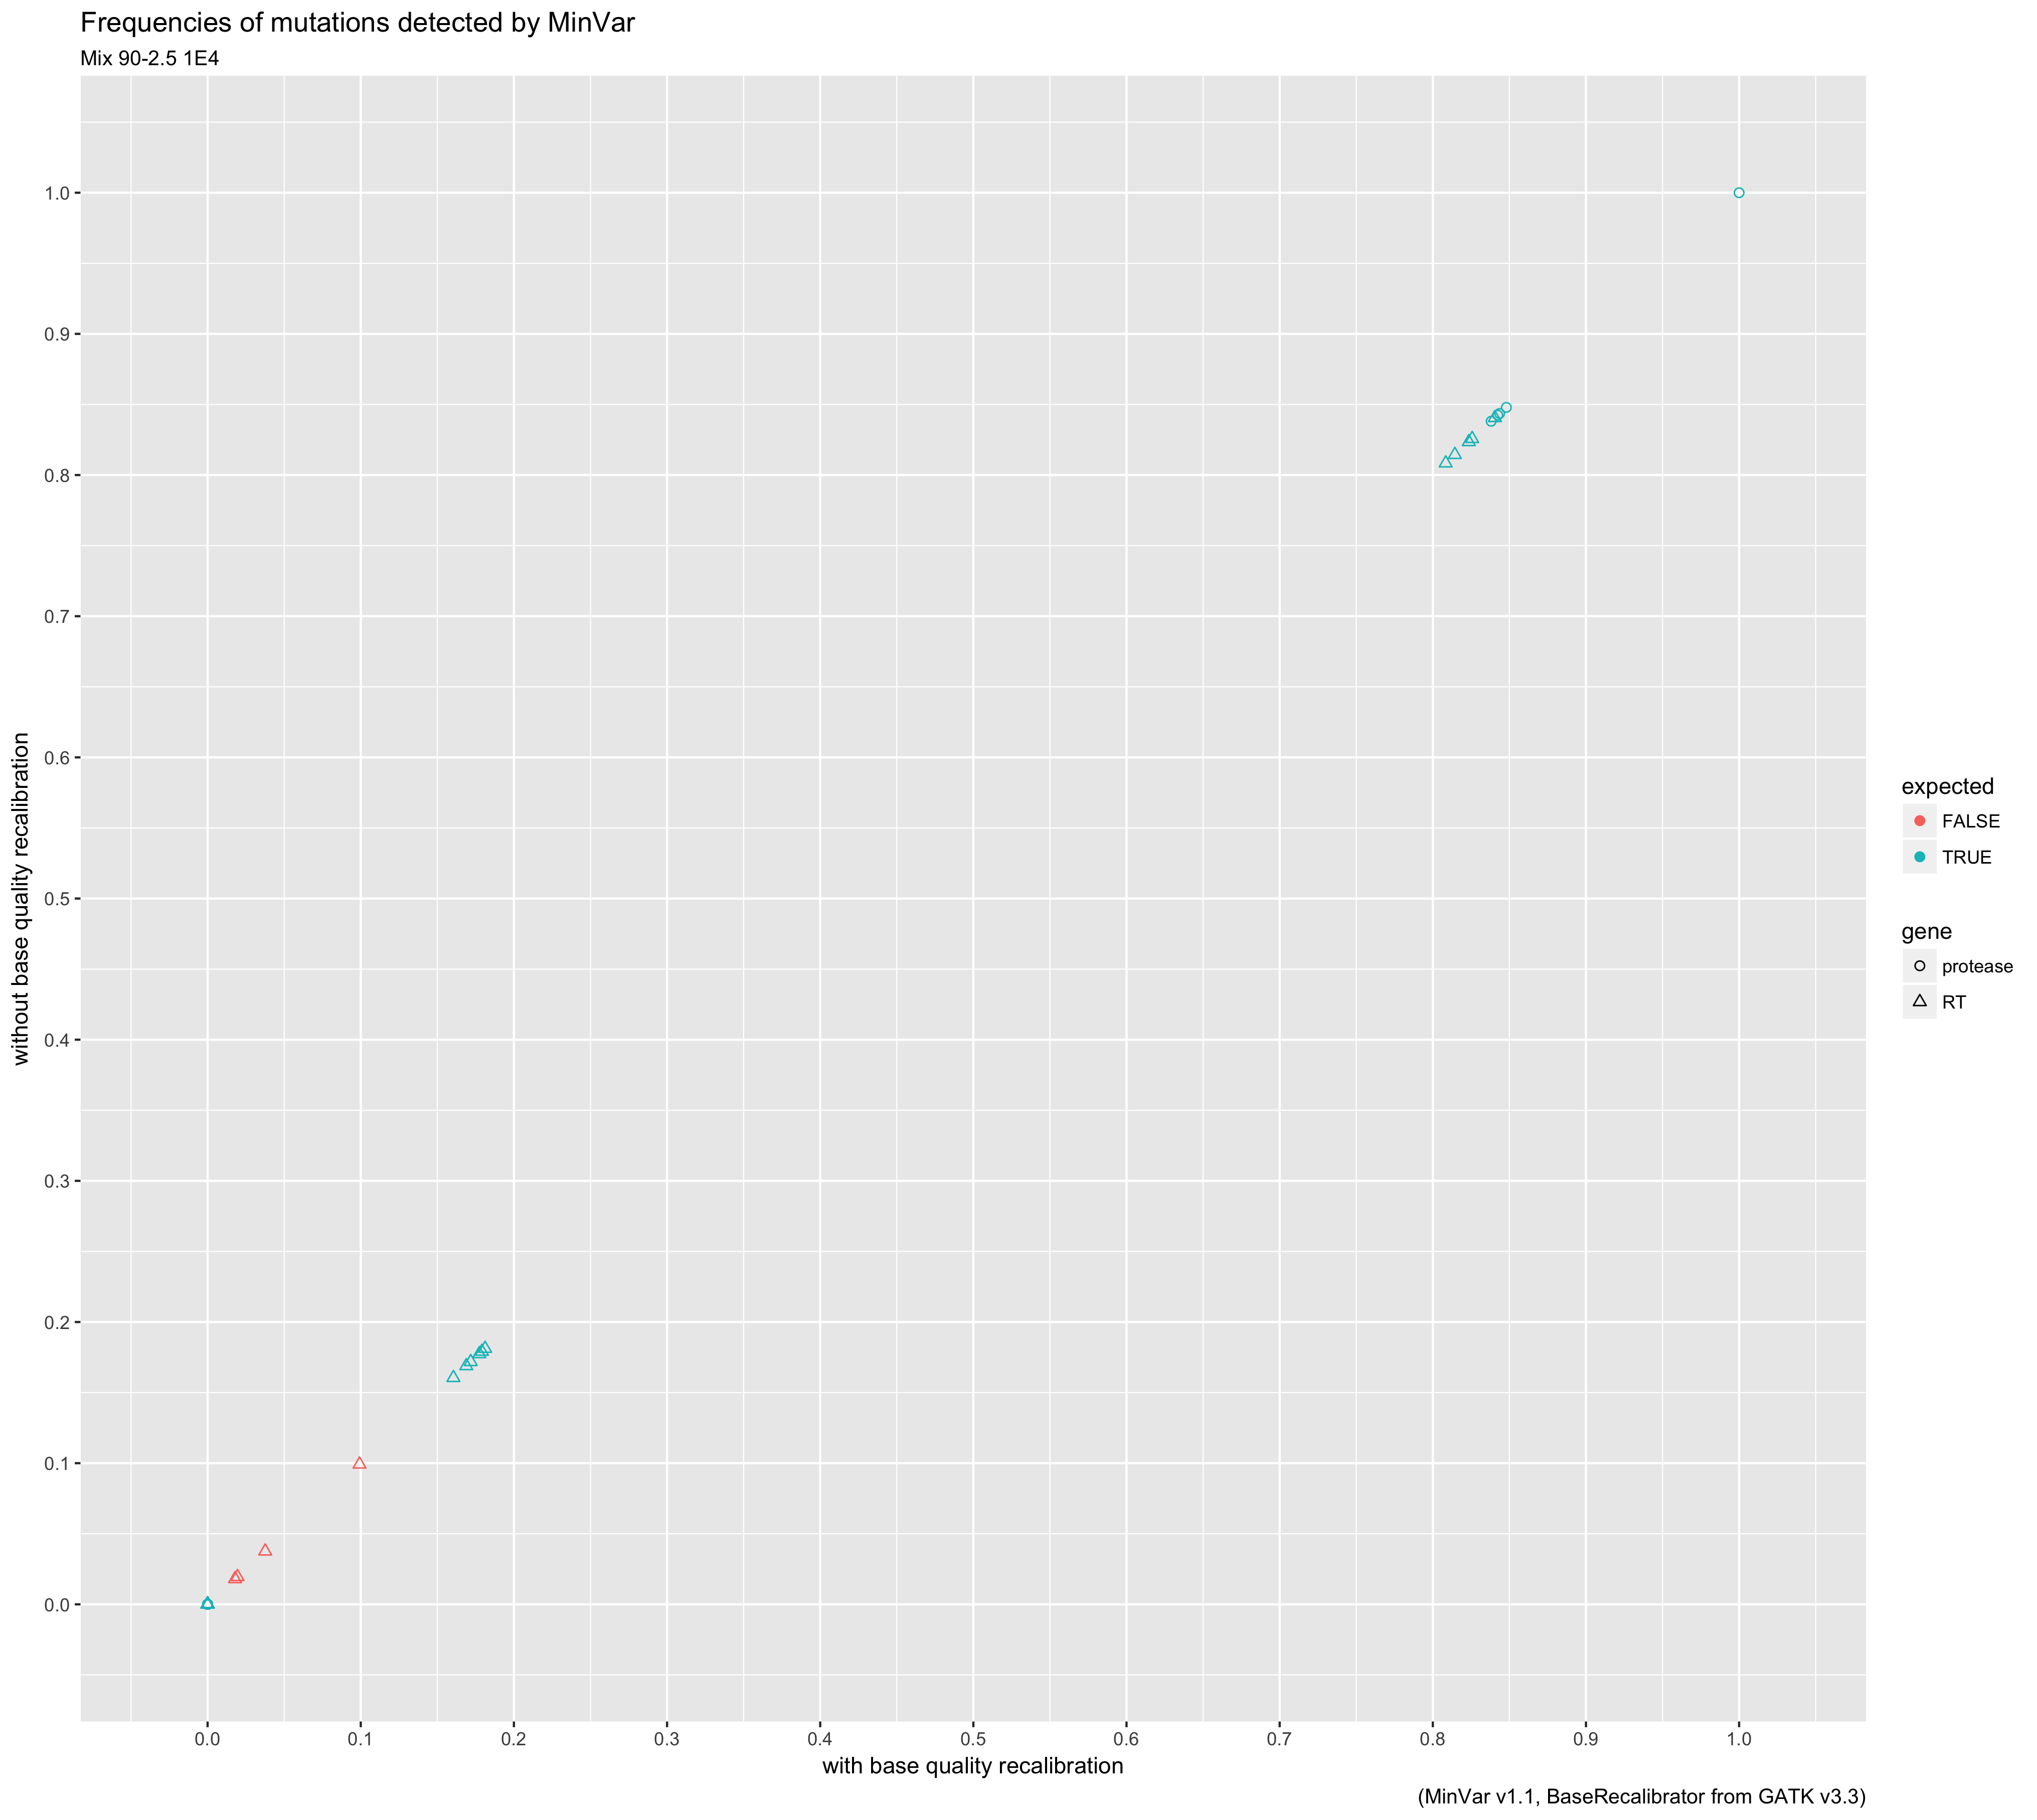 Frequencies of mutations detected by MinVar
Mix 90-2.5 1E4
without base quality recalibration
1.0
0.9
0.8
0.7
0.6
0.5
0.4
0.3
0.2
0.1
0.0
0.0 0.1 0.2 0.3 0.4 0.5 0.6 0.7 0.8 0.9 1.0
with base quality recalibration
(MinVar v1.1, BaseRecalibrator from GATK v3.3)
expected
FALSE
TRUE
gene
protease
RT